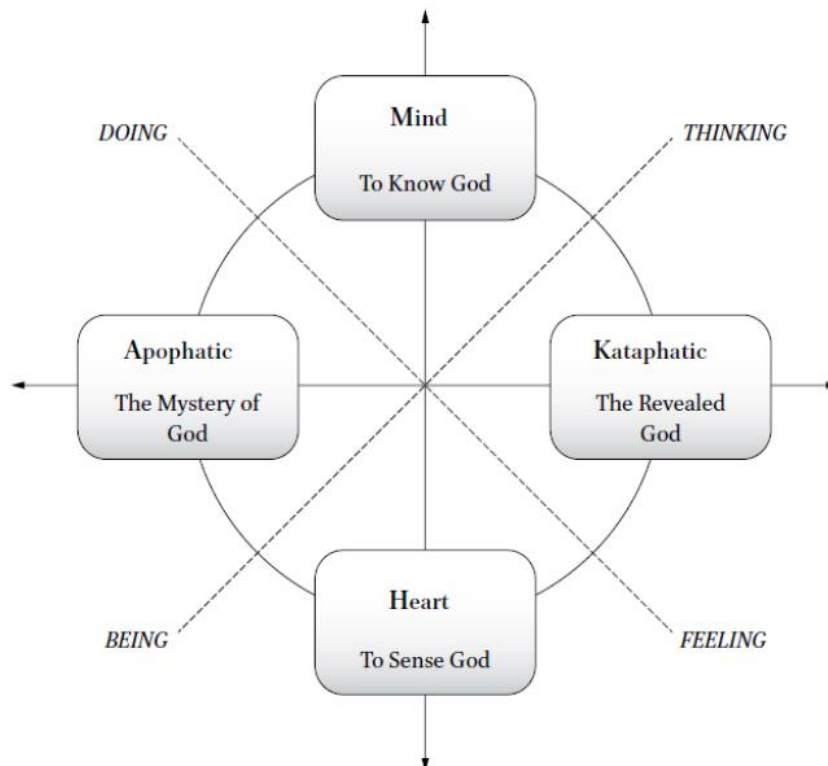 Mind
DOING
THINKING
To Know God
Apophatic
Kataphatic
The Mystery of
God
The Revealed
God
Heart
BEING
FEELING
To Sense God